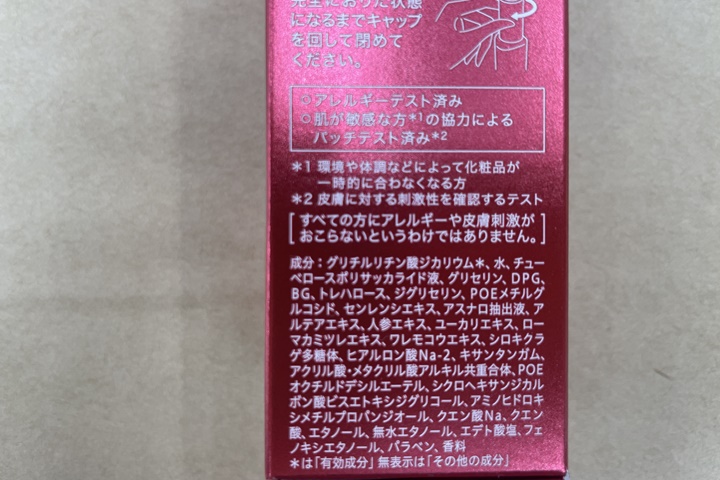 完全におりた状態
になるまでキャップ
を回して閉めて
ください。
○アレルギーテスト済み
○肌が敏感な方*1の協力による
パッチテスト済み*2
*1 環境や体調などによって化粧品が
一時的に合わなくなる方
*2 皮膚に対する刺激性を確認するテスト
[すべての方にアレルギーや皮膚刺激が
おこらないというわけではありません。]
成分：グリチルリチン酸ジカリウム*、水、チュー
ベロースポリサッカライド液、グリセリン、DPG、
BG、トレハロース、ジグリセリン、POEメチルグ
ルコシド、センレンシエキス、アスナロ抽出液、ア
ルテアエキス、人参エキス、ユーカリエキス、ロー
マカミツレエキス、ワレモコウエキス、シロキクラ
ゲ多糖体、ヒアルロン酸Na-2、キサンタンガム、
アクリル酸・メタクリル酸アルキル共重合体、POE
オクチルドデシルエーテル、シクロヘキサンジカル
ボン酸ビスエトキシジグリコール、アミノヒドロキ
シメチルプロパンジオール、クエン酸Na、クエン
酸、エタノール、無水エタノール、エデト酸塩、フェ
ノキシエタノール、パラベン、香料
*は「有効成分」無表示は「その他の成分」